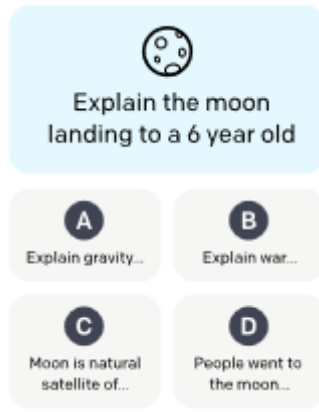 Explain the moon
landing to a 6 year old
A
Explain gravity...
B
Explain war...
C
Moon is natural
satellite of...
D
People went to
the moon...